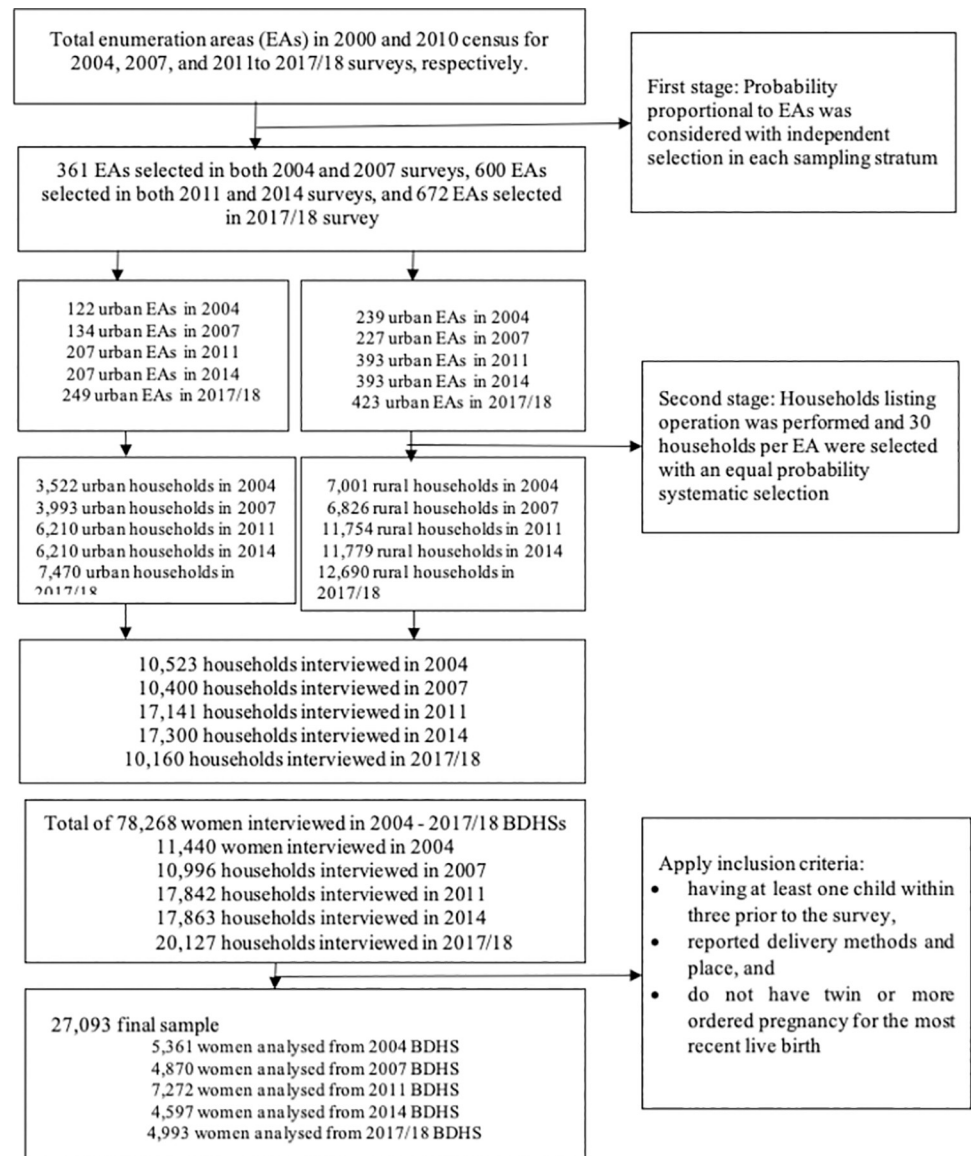 Total enumeration areas (EAs) in 2000 and 2010 census for
2004, 2007, and 2011to 2017/18 surveys, respectively.
First stage: Probability
proportional to EAs was
considered with independent
selection in each sampling stratum
361 EAs selected in both 2004 and 2007 surveys, 600 EAs
selected in both 2011 and 2014 surveys, and 672 EAs selected
in 2017/18 survey
122 urban EAs in 2004
134 urban EAs in 2007
207 urban EAs in 2011
207 urban EAs in 2014
249 urban EAs in 2017/18
239 urban EAs in 2004
227 urban EAs in 2007
393 urban EAs in 2011
393 urban EAs in 2014
423 urban EAs in 2017/18
Second stage: Households listing
operation was performed and 30
households per EA were selected
with an equal probability
systematic selection
3,522 urban households in 2004
3,993 urban households in 2007
6,210 urban households in 2011
6,210 urban households in 2014
7,470 urban households in
2017/18
7,001 rural households in 2004
6,826 rural households in 2007
11,754 rural households in 2011
11,779 rural households in 2014
12,690 rural households in
2017/18
10,523 households interviewed in 2004
10,400 households interviewed in 2007
17,141 households interviewed in 2011
17,300 households interviewed in 2014
10,160 households interviewed in 2017/18
Total of 78,268 women interviewed in 2004 - 2017/18 BDHSs
11,440 women interviewed in 2004
10,996 households interviewed in 2007
17,842 households interviewed in 2011
17,863 households interviewed in 2014
20,127 households interviewed in 2017/18
Apply inclusion criteria:
• having at least one child within
three prior to the survey,
• reported delivery methods and
place, and
• do not have twin or more
ordered pregnancy for the most
recent live birth
27,093 final sample
5,361 women analysed from 2004 BDHS
4,870 women analysed from 2007 BDHS
7,272 women analysed from 2011 BDHS
4,597 women analysed from 2014 BDHS
4,993 women analysed from 2017/18 BDHS